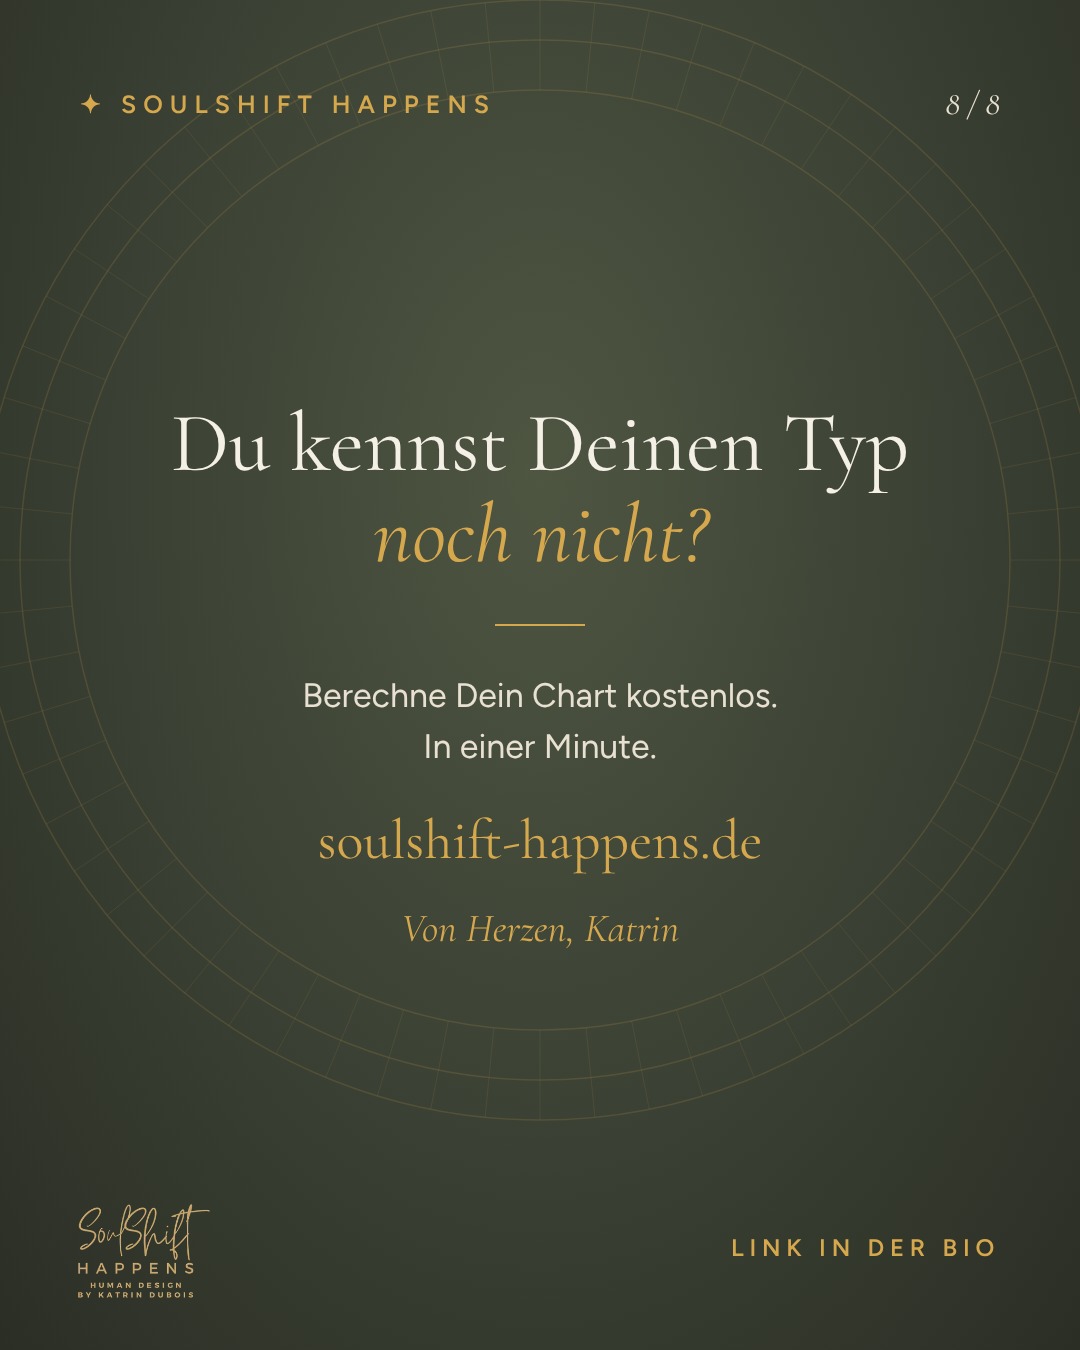 ✦ SOULSHIFT HAPPENS
8/8
Du kennst Deinen Typ
noch nicht?
Berechne Dein Chart kostenlos.
In einer Minute.
soulshift-happens.de
Von Herzen, Katrin
SoulShift
HAPPENS
HUMAN DESIGN
BY KATRIN DUBOIS
LINK IN DER BIO